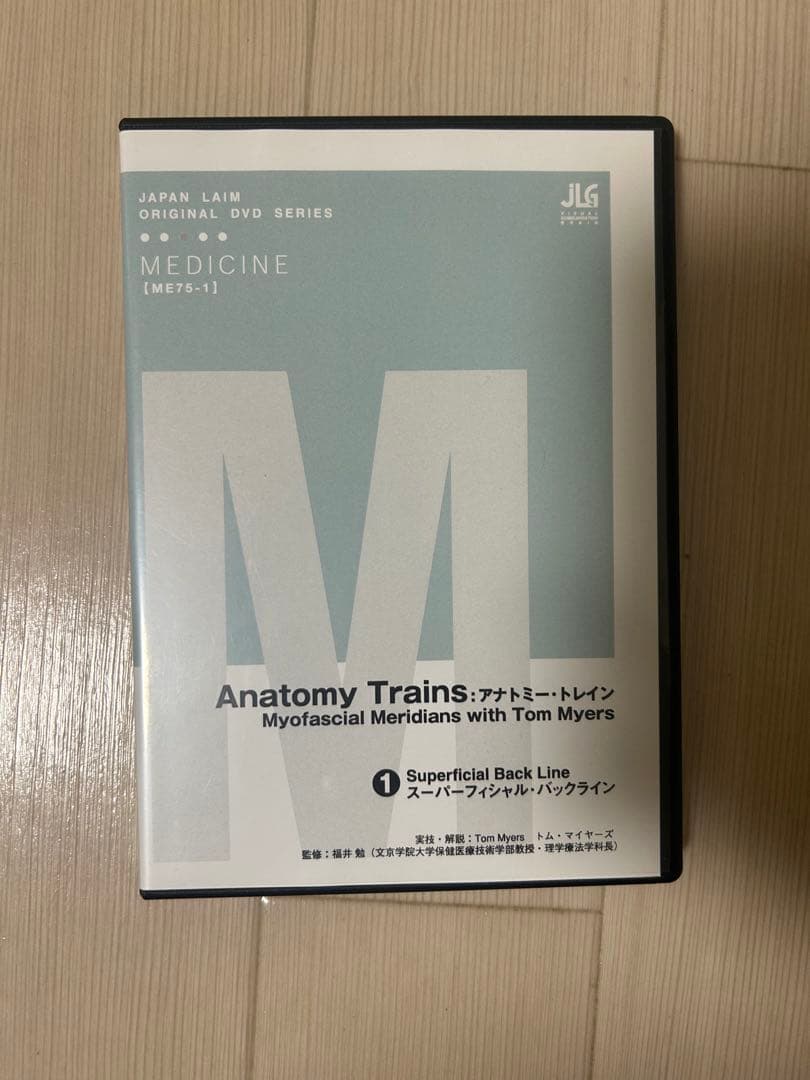 JAPAN LAIM
ORIGINAL DVD SERIES
MEDICINE
【ME75-1】
JLG
M
Anatomy Trains:アナトミー・トレイン
Myofascial Meridians with Tom Myers
❶ Superficial Back Line
スーパーフィシャル・バックライン
実技・解説:Tom Myers トム・マイヤーズ
監修:福井 勉(文京学院大学保健医療技術学部教授・理学療法学科長)